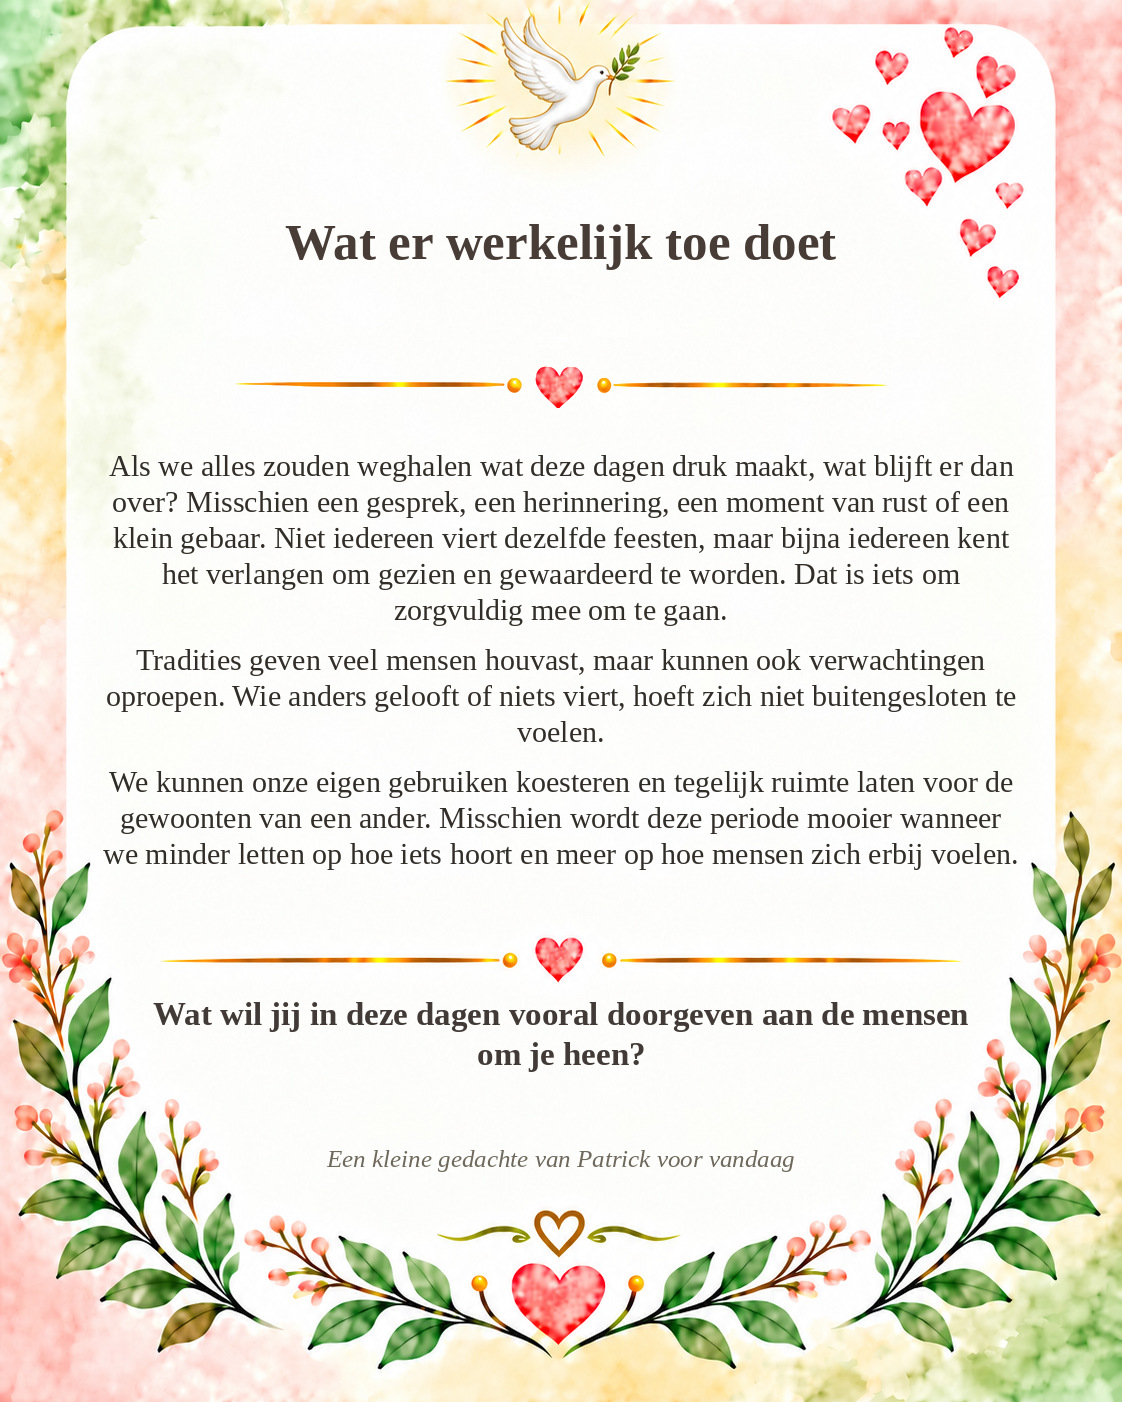 Wat er werkelijk toe doet
Als we alles zouden weghalen wat deze dagen druk maakt, wat blijft er dan
over? Misschien een gesprek, een herinnering, een moment van rust of een
klein gebaar. Niet iedereen viert dezelfde feesten, maar bijna iedereen kent
het verlangen om gezien en gewaardeerd te worden. Dat is iets om
zorgvuldig mee om te gaan.
Tradities geven veel mensen houvast, maar kunnen ook verwachtingen
oproepen. Wie anders gelooft of niets viert, hoeft zich niet buitengesloten te
voelen.
We kunnen onze eigen gebruiken koesteren en tegelijk ruimte laten voor de
gewoonten van een ander. Misschien wordt deze periode mooier wanneer
we minder letten op hoe iets hoort en meer op hoe mensen zich erbij voelen.
Wat wil jij in deze dagen vooral doorgeven aan de mensen
om je heen?
Een kleine gedachte van Patrick voor vandaag